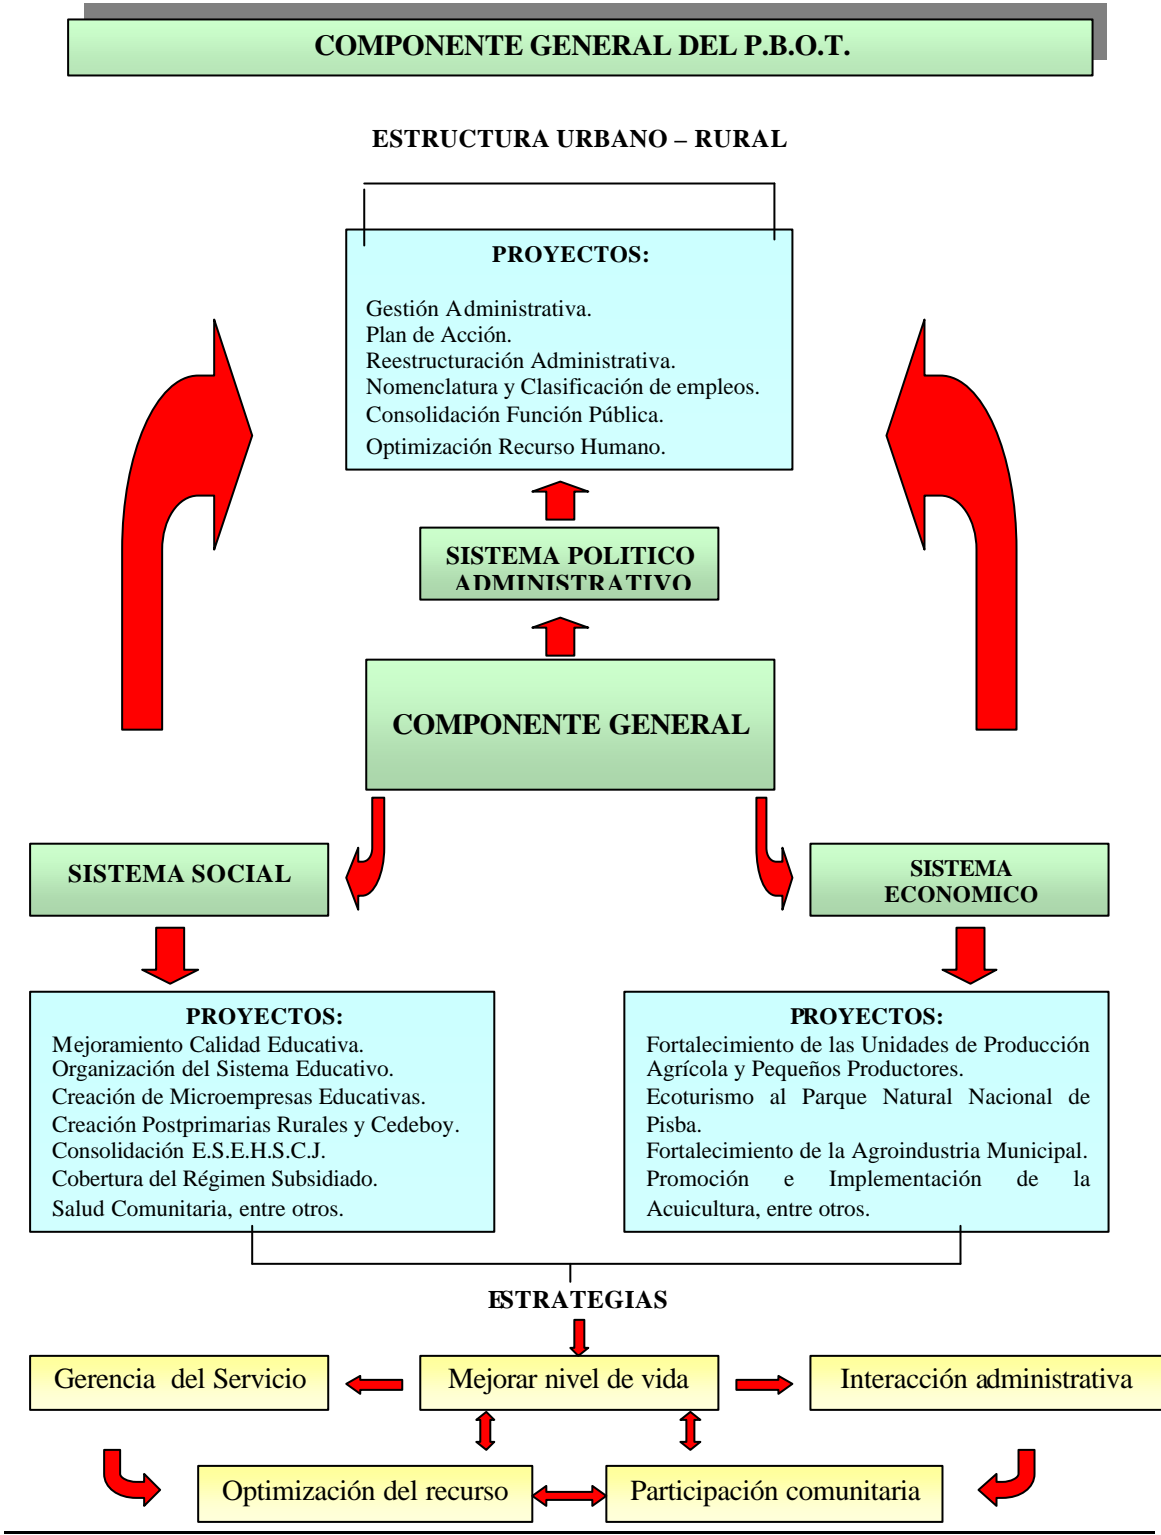 COMPONENTE GENERAL DEL P.B.O.T.
ESTRUCTURA URBANO – RURAL
PROYECTOS:
Gestión Administrativa.
Plan de Acción.
Reestructuración Administrativa.
Nomenclatura y Clasificación de empleos.
Consolidación Función Pública.
Optimización Recurso Humano.
SISTEMA POLITICO
ADMINISTRATIVO
COMPONENTE GENERAL
SISTEMA SOCIAL
SISTEMA
ECONOMICO
PROYECTOS:
Mejoramiento Calidad Educativa.
Organización del Sistema Educativo.
Creación de Microempresas Educativas.
Creación Postprimarias Rurales y Cedeboy.
Consolidación E.S.E.H.S.C.J.
Cobertura del Régimen Subsidiado.
Salud Comunitaria, entre otros.
PROYECTOS:
Fortalecimiento de las Unidades de Producción
Agrícola y Pequeños Productores.
Ecoturismo al Parque Natural Nacional de
Pisba.
Fortalecimiento de la Agroindustria Municipal.
Promoción e Implementación de la
Acuicultura, entre otros.
ESTRATEGIAS
Gerencia del Servicio
Mejorar nivel de vida
Interacción administrativa
Optimización del recurso
Participación comunitaria